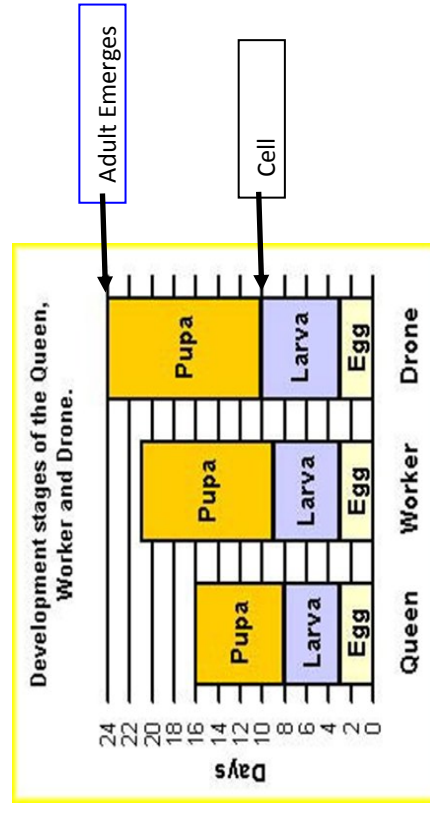 Development stages of the Queen,
Worker and Drone.
Days
24
22
20
18
16
14
12
10
8
6
4
2
0
Pupa
Larva
Egg
Pupa
Larva
Egg
Pupa
Larva
Egg
Queen
Worker
Drone
Adult Emerges
Cell